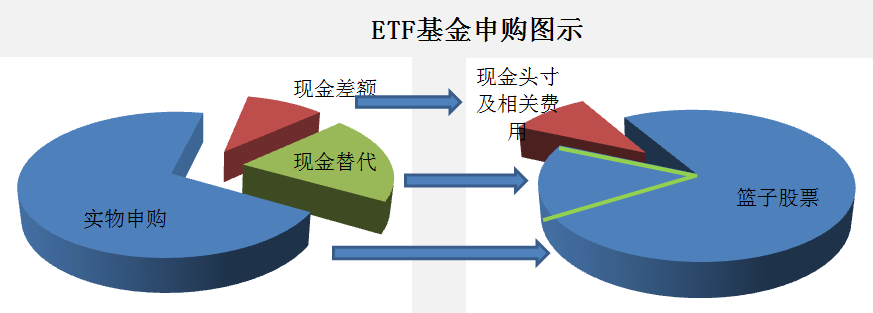 ETF基金申购图示
现金差额
现金替代
实物申购
现金头寸
及相关费
用
篮子股票